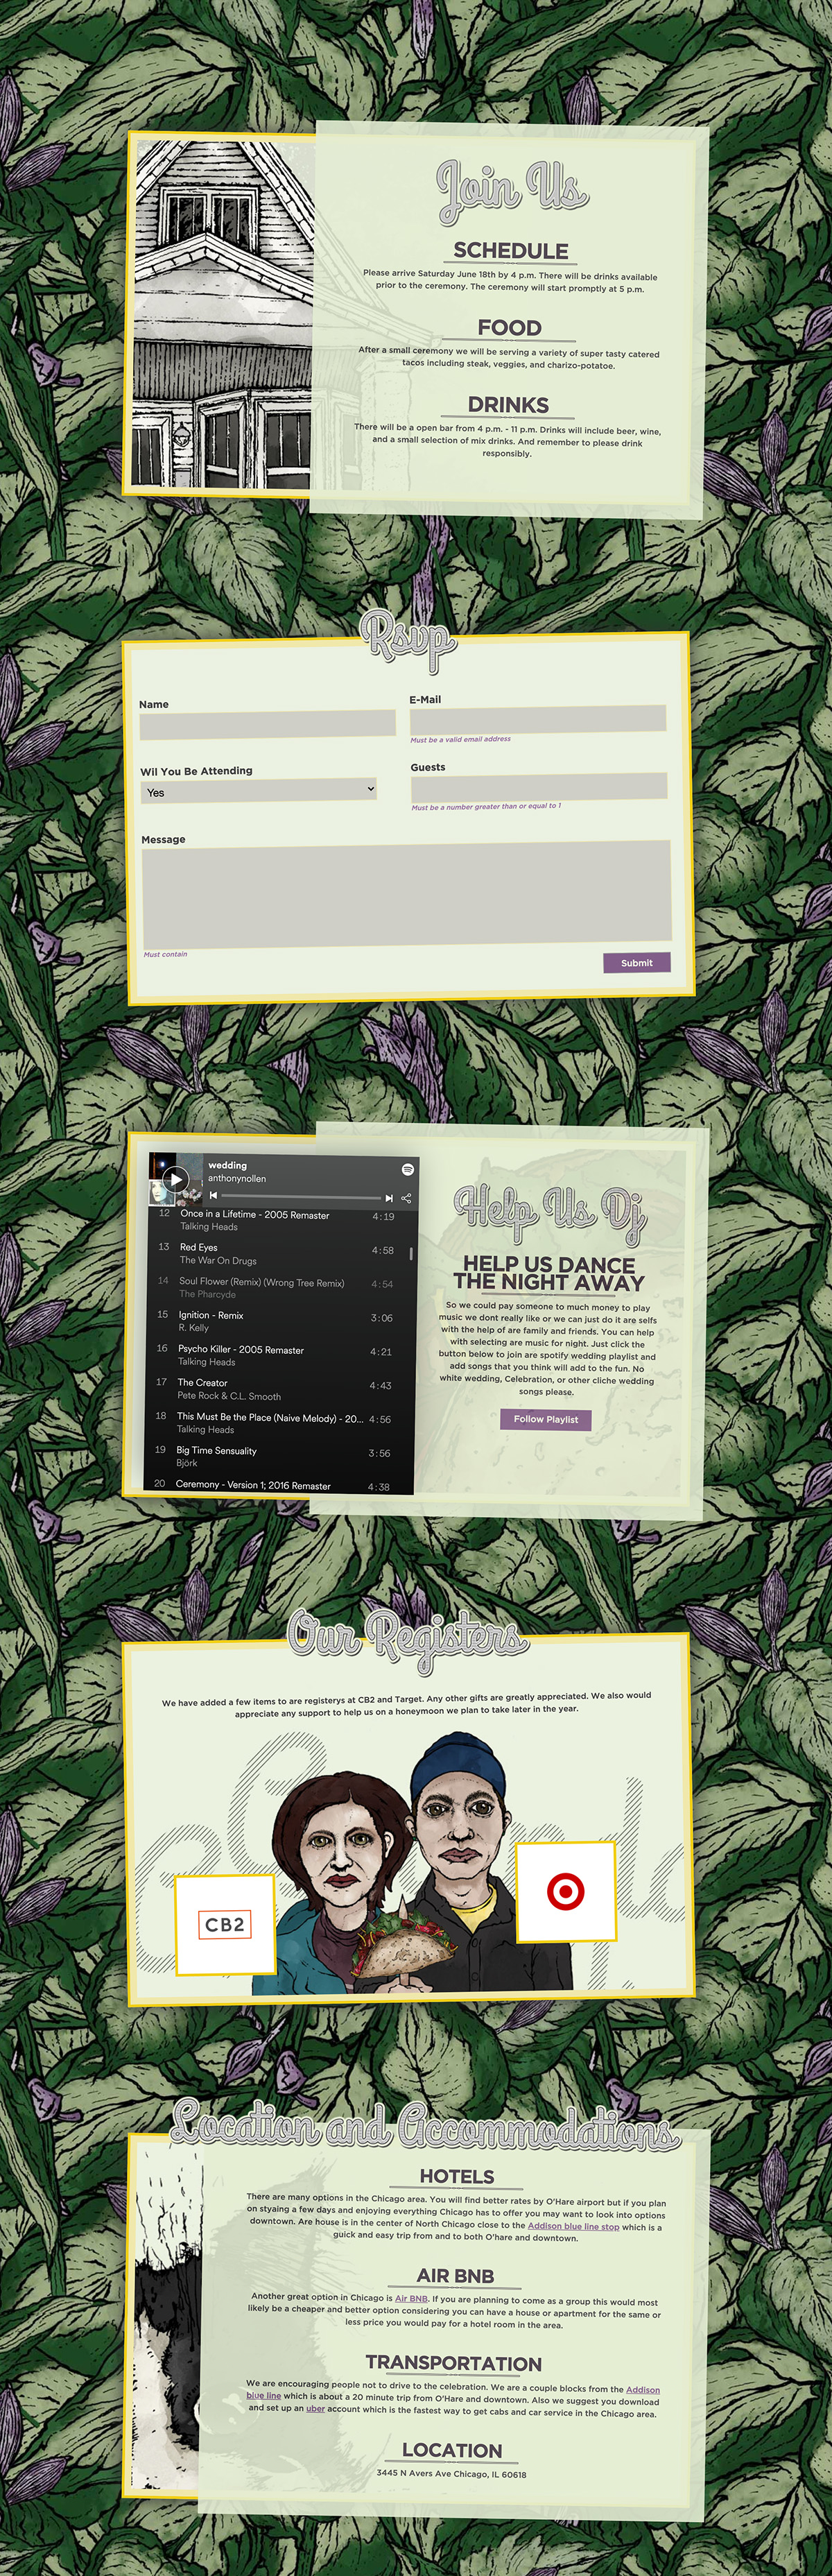 Join Us
SCHEDULE
Please arrive Saturday June 18th by 4 p.m. There will be drinks available
prior to the ceremony. The ceremony will start promptly at 5 p.m.
FOOD
After a small ceremony we will be serving a variety of super tasty catered
tacos including steak, veggies, and charizo-potatoe.
DRINKS
There will be a open bar from 4 p.m. - 11 p.m. Drinks will include beer, wine,
and a small selection of mix drinks. And remember to please drink
responsibly.
Rsvp
Name
E-Mail
Must be a valid email address
Wil You Be Attending
Yes
Guests
Must be a number greater than or equal to 1
Message
Must contain
Submit
wedding
anthonynollen
12 Once in a Lifetime - 2005 Remaster 4:19
Talking Heads
13 Red Eyes 4:58
The War On Drugs
14 Soul Flower (Remix) (Wrong Tree Remix) 4:54
The Pharcyde
15 Ignition - Remix 3:06
R. Kelly
16 Psycho Killer - 2005 Remaster 4:21
Talking Heads
17 The Creator 4:43
Pete Rock & C.L. Smooth
18 This Must Be the Place (Naive Melody) - 20... 4:56
Talking Heads
19 Big Time Sensuality 3:56
Björk
20 Ceremony - Version 1; 2016 Remaster 4:38
Help Us Dj
HELP US DANCE
THE NIGHT AWAY
So we could pay someone to much money to play
music we dont really like or we can just do it are selfs
with the help of are family and friends. You can help
with selecting are music for night. Just click the
button below to join are spotify wedding playlist and
add songs that you think will add to the fun. No
white wedding, Celebration, or other cliche wedding
songs please.
Follow Playlist
Our Registers
We have added a few items to are registerys at CB2 and Target. Any other gifts are greatly appreciated. We also would
appreciate any support to help us on a honeymoon we plan to take later in the year.
CB2
Location and Accommodations
HOTELS
There are many options in the Chicago area. You will find better rates by O'Hare airport but if you plan
on styaing a few days and enjoying everything Chicago has to offer you may want to look into options
downtown. Are house is in the center of North Chicago close to the Addison blue line stop which is a
quick and easy trip from and to both O'hare and downtown.
AIR BNB
Another great option in Chicago is Air BNB. If you are planning to come as a group this would most
likely be a cheaper and better option considering you can have a house or apartment for the same or
less price you would pay for a hotel room in the area.
TRANSPORTATION
We are encouraging people not to drive to the celebration. We are a couple blocks from the Addison
blue line which is about a 20 minute trip from O'Hare and downtown. Also we suggest you download
and set up an uber account which is the fastest way to get cabs and car service in the Chicago area.
LOCATION
3445 N Avers Ave Chicago, IL 60618